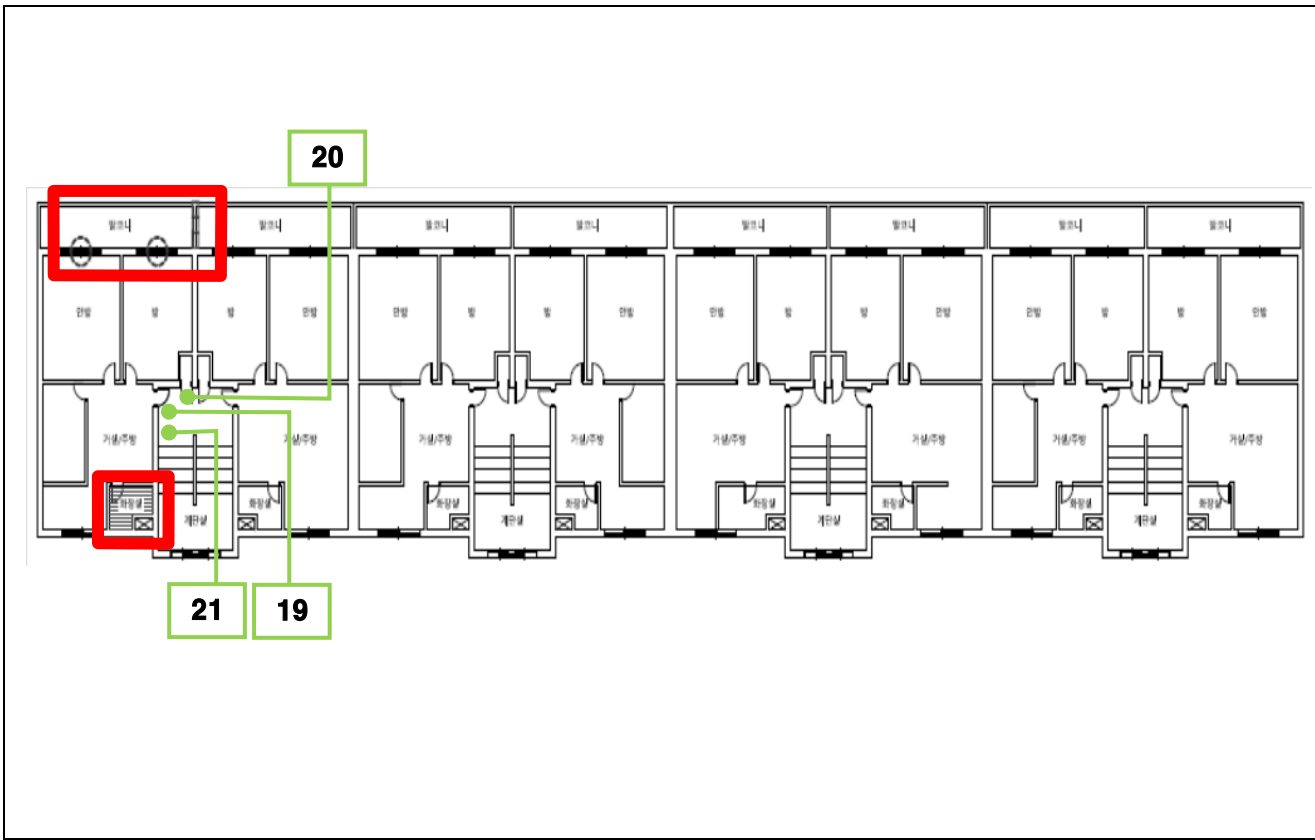 20
발코니 발코니 발코니 발코니 발코니 발코니 발코니 발코니
안방 방 방 안방 안방 방 방 안방 안방 방 방 안방 안방 방 방 안방
거실/주방 거실/주방 거실/주방 거실/주방 거실/주방 거실/주방 거실/주방 거실/주방
화장실 화장실 화장실 화장실 화장실 화장실 화장실 화장실
계단실 계단실 계단실 계단실
21 19